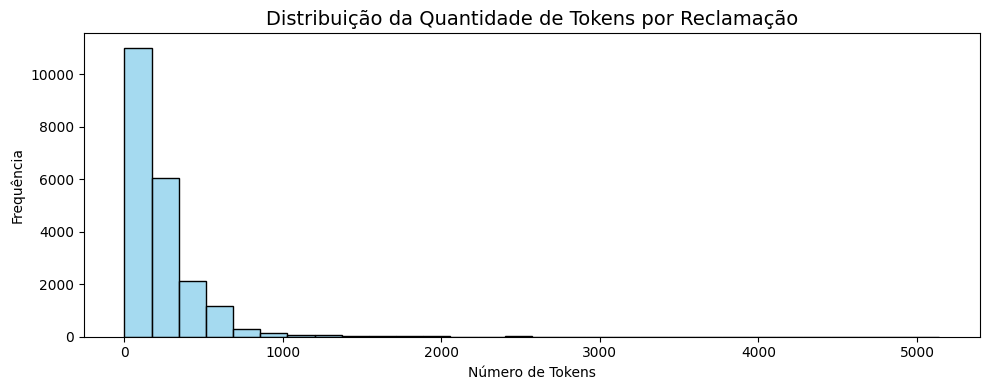 Distribuição da Quantidade de Tokens por Reclamação
Frequência
10000
8000
6000
4000
2000
0
0 1000 2000 3000 4000 5000
Número de Tokens